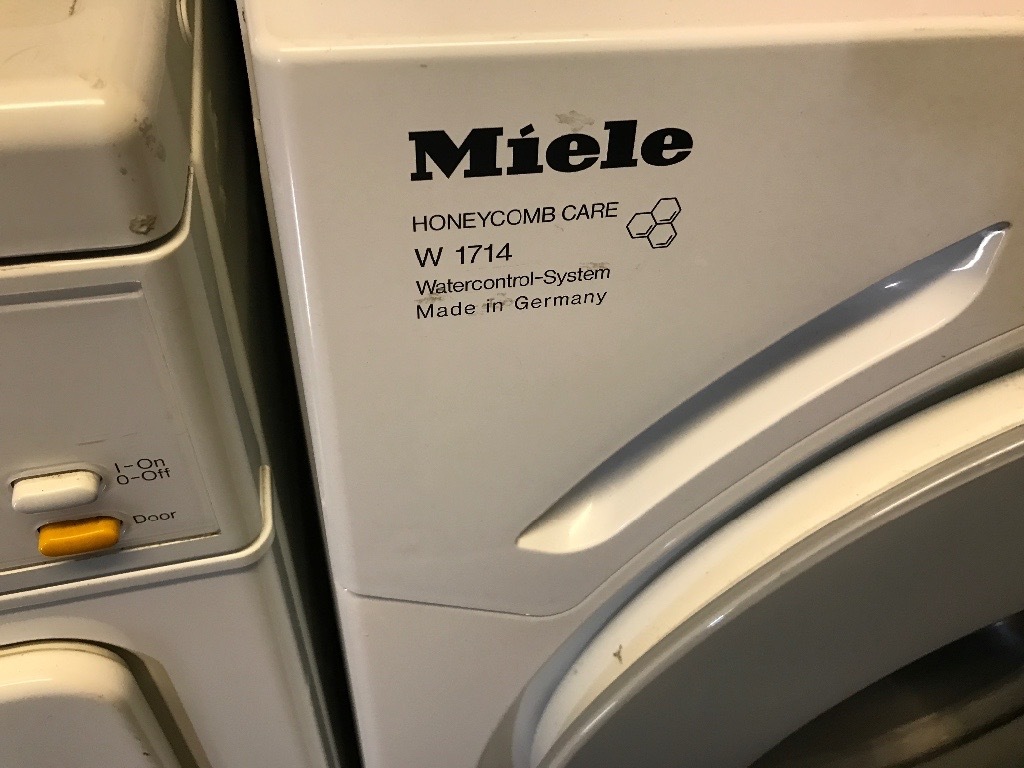 Miele
HONEYCOMB CARE
W 1714
Watercontrol-System
Made in Germany
I-On
0-Off
Door